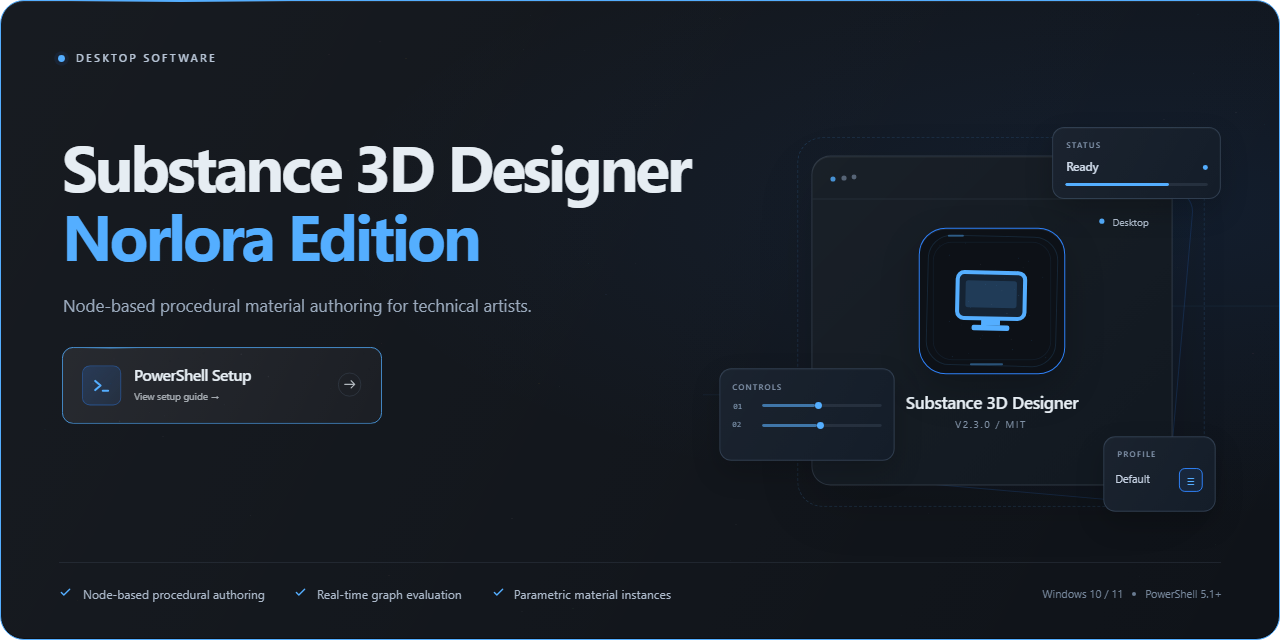 DESKTOP SOFTWARE
Substance 3D Designer
Norlora Edition
Node-based procedural material authoring for technical artists.
PowerShell Setup
View setup guide →
STATUS
Ready
Desktop
CONTROLS
01
02
Substance 3D Designer
V2.3.0 / MIT
PROFILE
Default
Node-based procedural authoring
Real-time graph evaluation
Parametric material instances
Windows 10 / 11 • PowerShell 5.1+